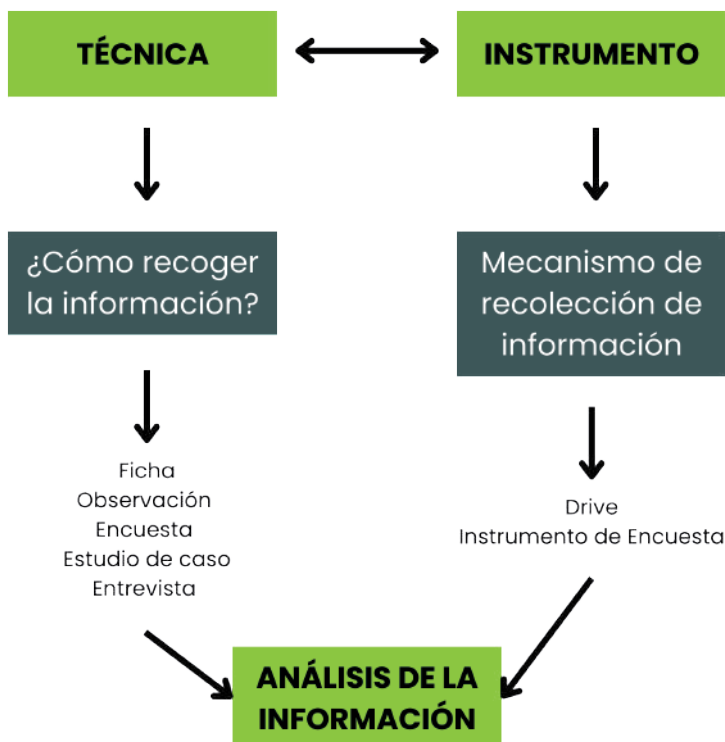 TÉCNICA
INSTRUMENTO
¿Cómo recoger
la información?
Mecanismo de
recolección de
información
Ficha
Observación
Encuesta
Estudio de caso
Entrevista
Drive
Instrumento de Encuesta
ANÁLISIS DE LA
INFORMACIÓN